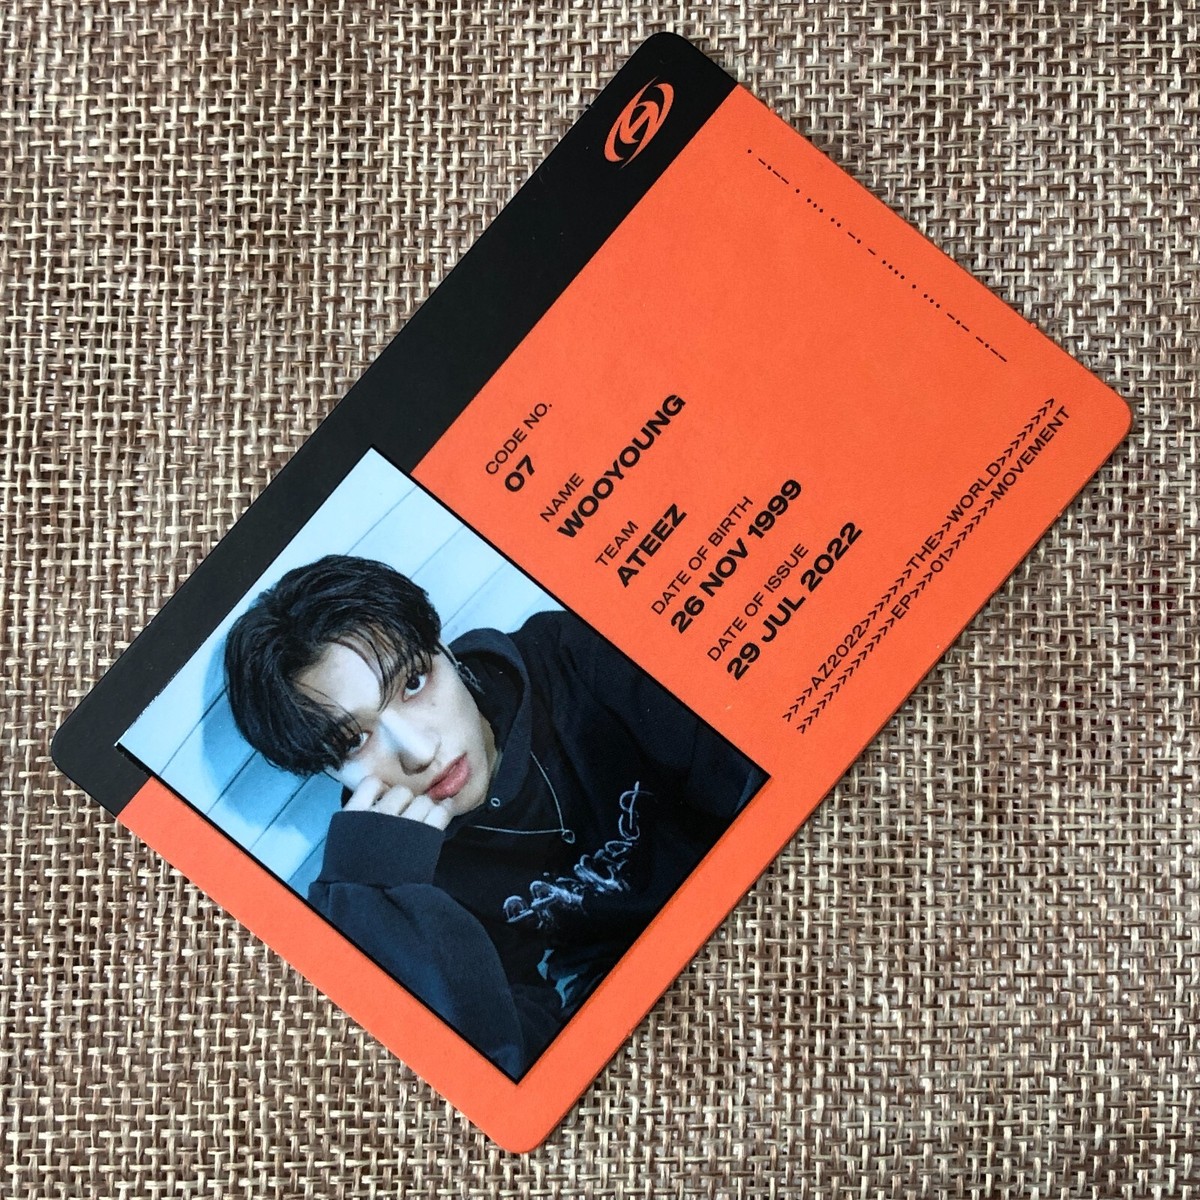 CODE NO.
07
NAME
WOOYOUNG
TEAM
ATEEZ
DATE OF BIRTH
26 NOV 1999
DATE OF ISSUE
29 JUL 2022
>>>>AZ2022>>>>>>>THE>>WORLD>>>>>>>>
>>>>>>>>>>>>>EP>>>01>>>>>>>MOVEMENT